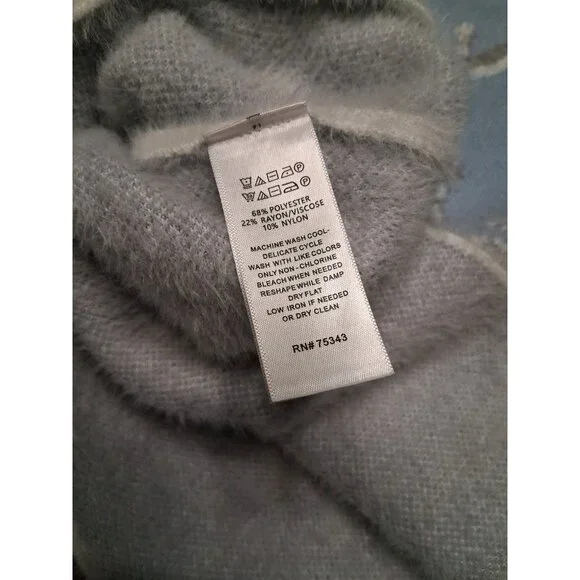 68% POLYESTER
22% RAYON/VISCOSE
10% NYLON
MACHINE WASH COOL-
DELICATE CYCLE
WASH WITH LIKE COLORS
ONLY NON-CHLORINE
BLEACH WHEN NEEDED
RESHAPE WHILE DAMP
DRY FLAT
LOW IRON IF NEEDED
OR DRY CLEAN
RN# 75343